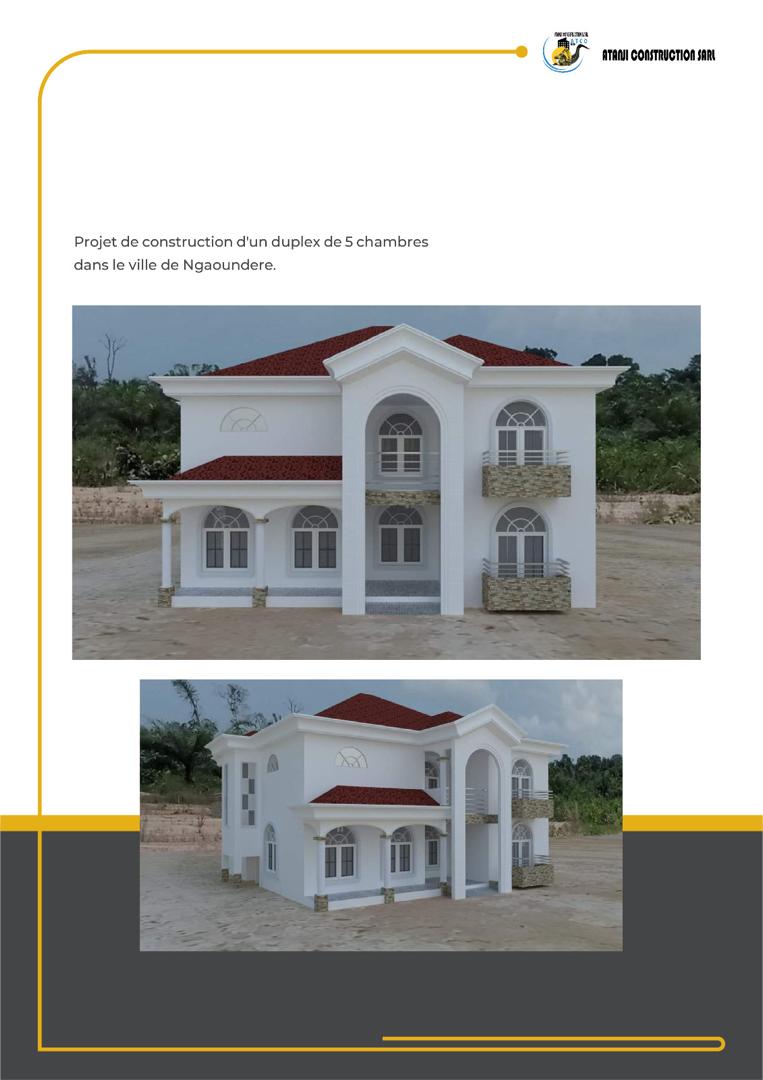 ATANJI CONSTRUCTION SARL
Projet de construction d'un duplex de 5 chambres
dans le ville de Ngaoundere.